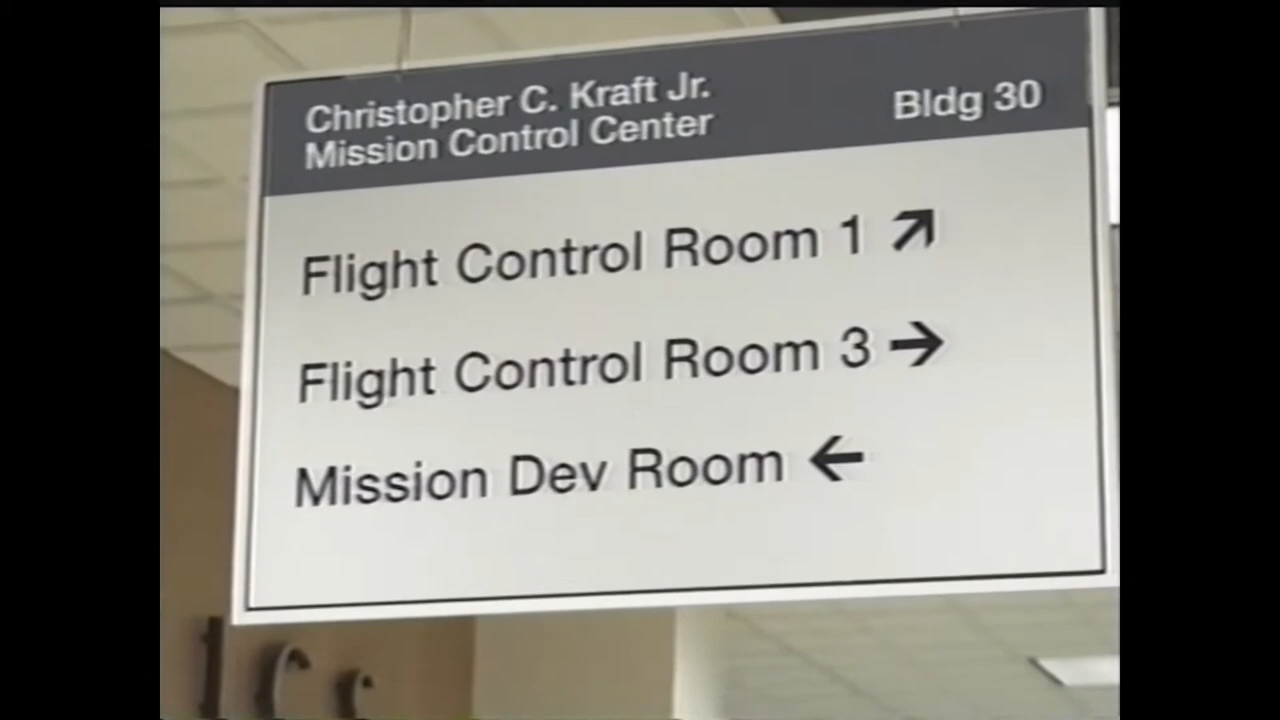 Christopher C. Kraft Jr.
Mission Control Center
Bldg 30
Flight Control Room 1 ↗
Flight Control Room 3 →
Mission Dev Room ←